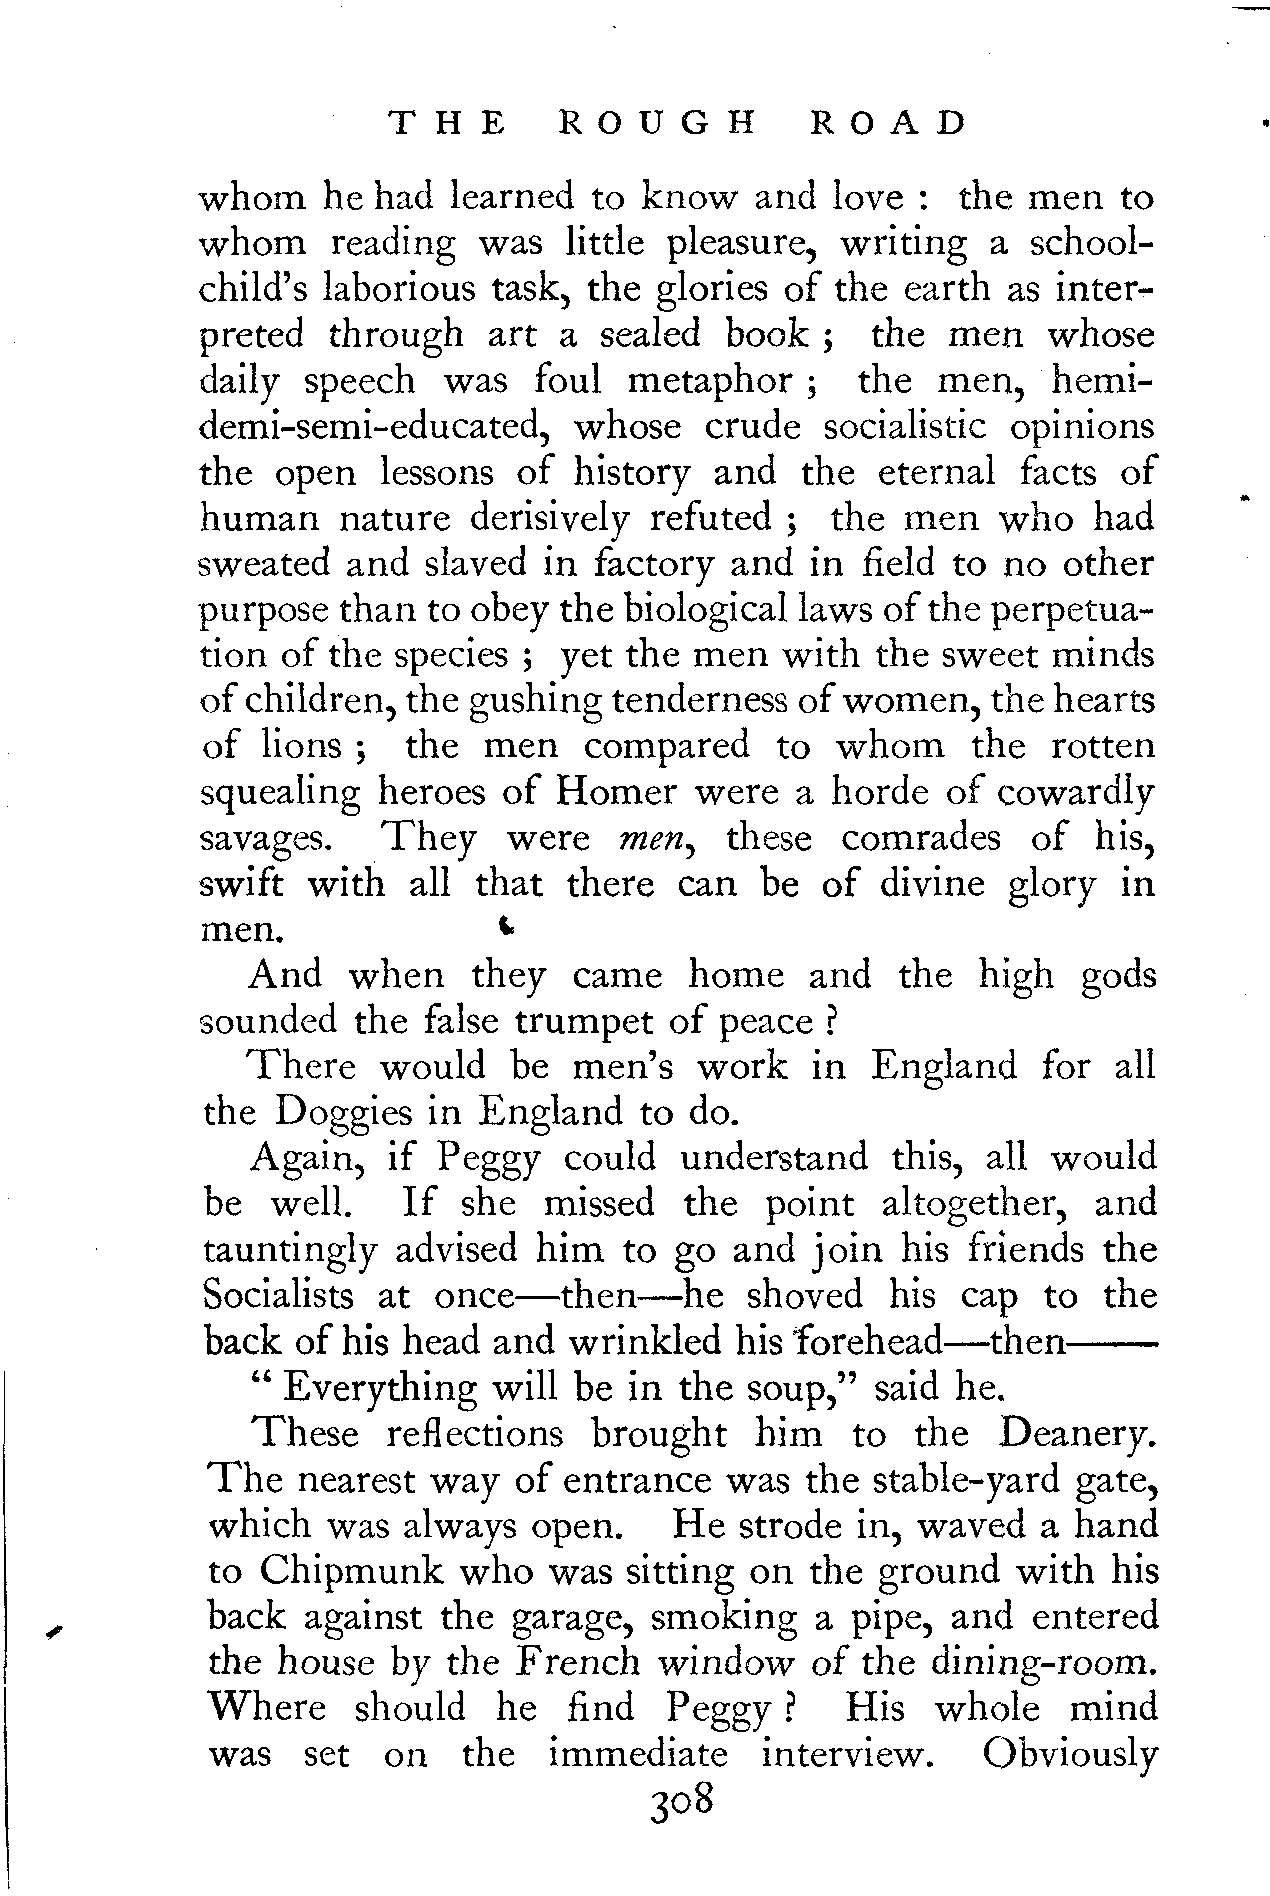 THE ROUGH ROAD
whom he had learned to know and love : the men to
whom reading was little pleasure, writing a school-
child's laborious task, the glories of the earth as inter-
preted through art a sealed book ; the men whose
daily speech was foul metaphor ; the men, hemi-
demi-semi-educated, whose crude socialistic opinions
the open lessons of history and the eternal facts of
human nature derisively refuted ; the men who had
sweated and slaved in factory and in field to no other
purpose than to obey the biological laws of the perpetua-
tion of the species ; yet the men with the sweet minds
of children, the gushing tenderness of women, the hearts
of lions ; the men compared to whom the rotten
squealing heroes of Homer were a horde of cowardly
savages. They were men, these comrades of his,
swift with all that there can be of divine glory in
men.
And when they came home and the high gods
sounded the false trumpet of peace ?
There would be men's work in England for all
the Doggies in England to do.
Again, if Peggy could understand this, all would
be well. If she missed the point altogether, and
tauntingly advised him to go and join his friends the
Socialists at once—then—he shoved his cap to the
back of his head and wrinkled his forehead—then——
“ Everything will be in the soup,” said he.
These reflections brought him to the Deanery.
The nearest way of entrance was the stable-yard gate,
which was always open. He strode in, waved a hand
to Chipmunk who was sitting on the ground with his
back against the garage, smoking a pipe, and entered
the house by the French window of the dining-room.
Where should he find Peggy ? His whole mind
was set on the immediate interview. Obviously
308